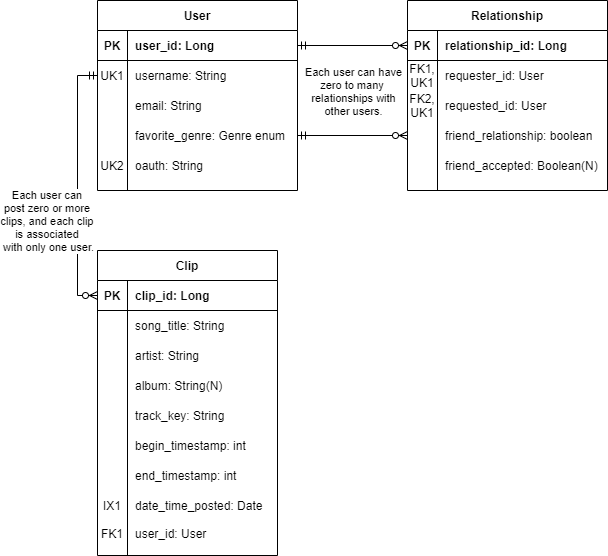 User
PK user_id: Long
UK1 username: String
email: String
favorite_genre: Genre enum
UK2 oauth: String
Each user can have
zero to many
relationships with
other users.
Relationship
PK relationship_id: Long
FK1,
UK1 requester_id: User
FK2,
UK1 requested_id: User
friend_relationship: boolean
friend_accepted: Boolean(N)
Each user can
post zero or more
clips, and each clip
is associated
with only one user.
Clip
PK clip_id: Long
song_title: String
artist: String
album: String(N)
track_key: String
begin_timestamp: int
end_timestamp: int
IX1 date_time_posted: Date
FK1 user_id: User